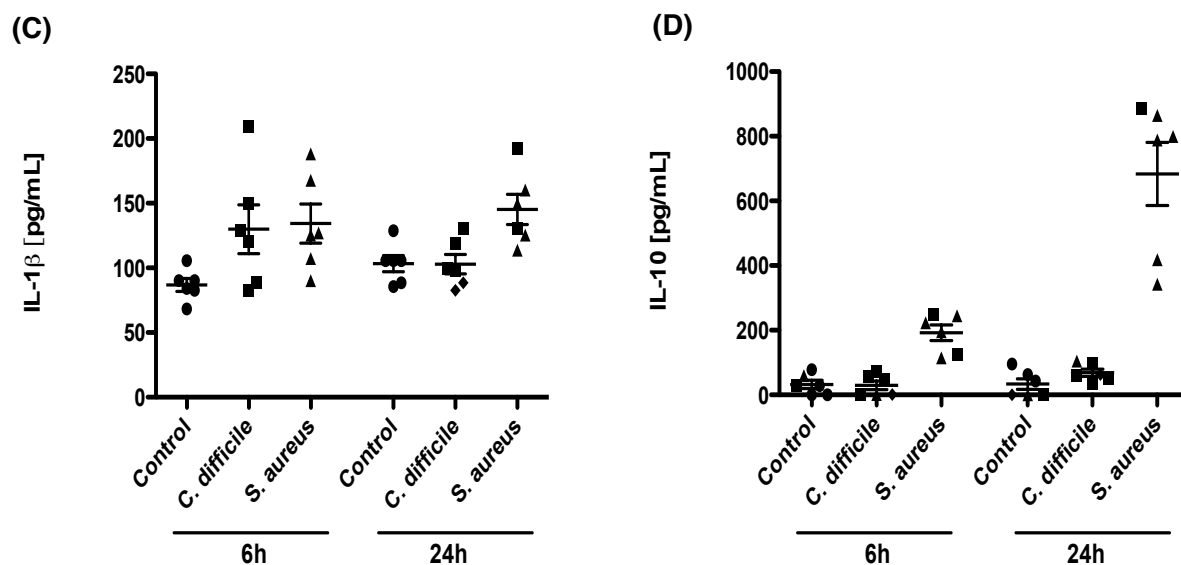 (C)
IL-1β [pg/mL]
250
200
150
100
50
0
Control
C. difficile
S. aureus
Control
C. difficile
S. aureus
6h
24h
(D)
IL-10 [pg/mL]
1000
800
600
400
200
0
Control
C. difficile
S. aureus
Control
C. difficile
S. aureus
6h
24h